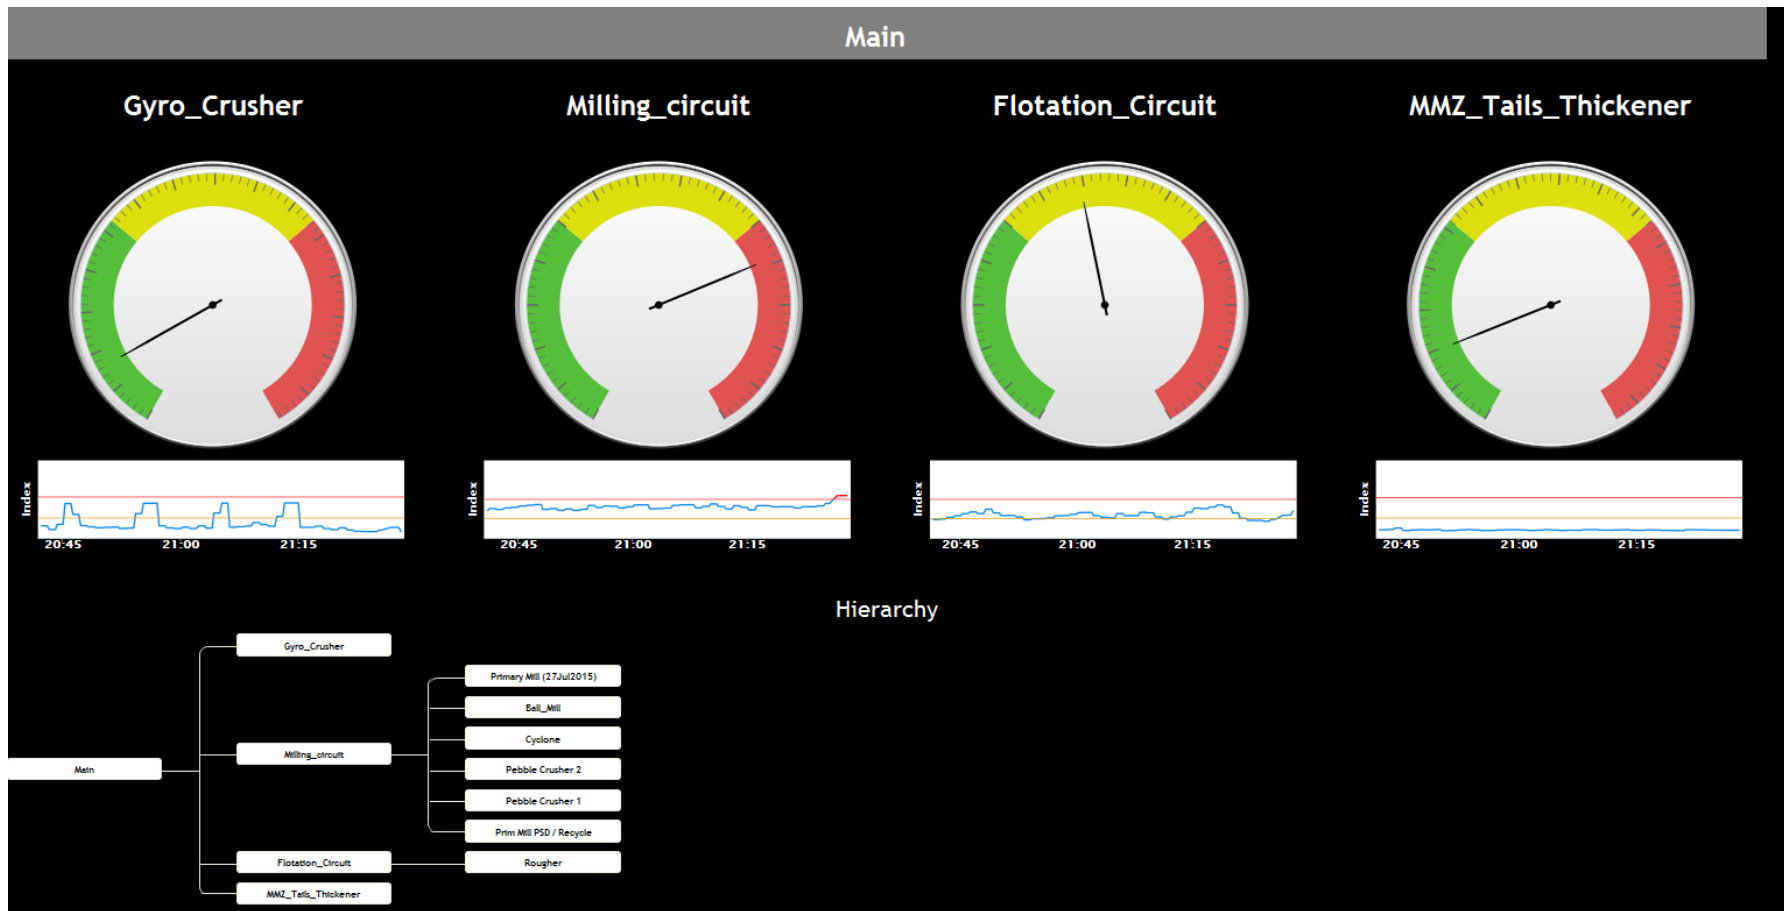 Main
Gyro_Crusher
Milling_circuit
Flotation_Circuit
MMZ_Tails_Thickener
Index
20:45 21:00 21:15
Index
20:45 21:00 21:15
Index
20:45 21:00 21:15
Index
20:45 21:00 21:15
Hierarchy
Main
Gyro_Crusher
Milling_circuit
Primary Mill (27Jul2015)
Ball_Mill
Cyclone
Pebble Crusher 2
Pebble Crusher 1
Prim Mill PSD / Recycle
Flotation_Circuit
Rougher
MMZ_Tails_Thickener